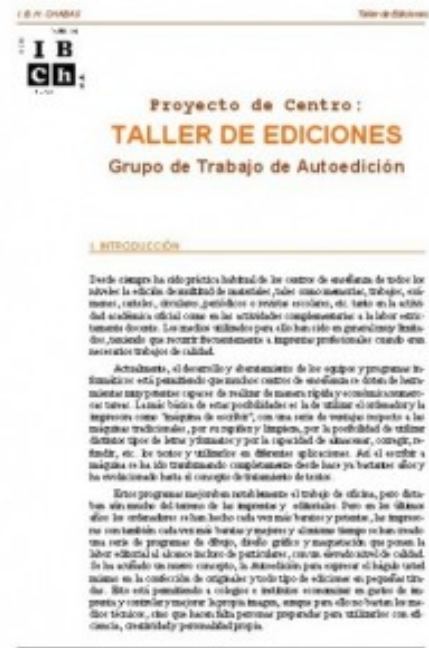 I. B. H. CHABAS
Taller de Ediciones
I B
Ch
Proyecto de Centro:
TALLER DE EDICIONES
Grupo de Trabajo de Autoedición
1. INTRODUCCIÓN
Desde siempre ha sido práctica habitual de los centros de enseñanza de todos los
niveles la edición de multitud de materiales, tales como memorias, trabajos, exá-
menes, carteles, circulares, periódicos o revistas escolares, etc. tanto en la activi-
dad académica oficial como en las actividades complementarias a la labor estric-
tamente docente. Los medios utilizados para ello han sido en general muy limita-
dos, teniendo que recurrir frecuentemente a imprentas profesionales cuando eran
necesarios trabajos de calidad.
Actualmente, el desarrollo y abaratamiento de los equipos y programas in-
formáticos está permitiendo que muchos centros de enseñanza se doten de herra-
mientas muy potentes capaces de realizar de manera rápida y económica numero-
sas tareas. La más básica de estas posibilidades es la de utilizar el ordenador y la
impresora como "máquina de escribir", con una serie de ventajas respecto a las
máquinas tradicionales, por su rapidez y limpieza, por la posibilidad de utilizar
distintos tipos de letra y formatos y por la capacidad de almacenar, corregir, re-
fundir, etc. los textos y utilizarlos en diferentes aplicaciones. Así el escribir a
máquina se ha ido transformando completamente desde hace ya bastantes años y
ha evolucionado hasta el concepto de tratamiento de textos.
Estos programas mejoraban notablemente el trabajo de oficina, pero dista-
ban aún mucho del terreno de las imprentas y editoriales. Pero en los últimos
años los ordenadores se han hecho cada vez más baratos y potentes, las impreso-
ras también cada vez más baratas y mejores y al mismo tiempo se han creado
una serie de programas de dibujo, diseño gráfico y maquetación que ponen la
labor editorial al alcance incluso de particulares, con un elevado nivel de calidad.
Se ha acuñado un nuevo concepto, la Autoedición para expresar el
en la confección de originales y todo tipo de ediciones en pequeñas tira-
das. Esto está permitiendo a colegios e institutos economizar en gastos de im-
prenta y controlar y mejorar la propia imagen, aunque para ello no bastan los me-
dios técnicos, sino que hacen falta personas preparadas para utilizarlos con efi-
ciencia, creatividad y personalidad propia.